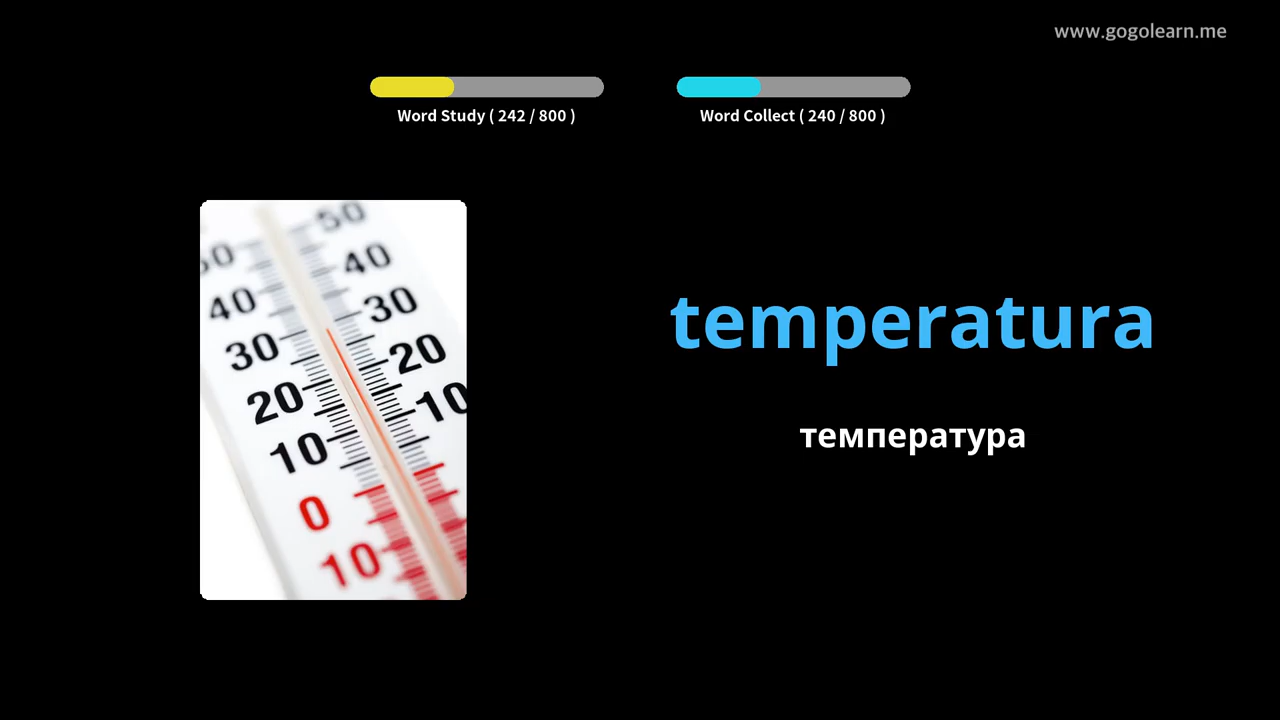 www.gogolearn.me
Word Study ( 242 / 800 )
Word Collect ( 240 / 800 )
50
50
40
40
30
30
20
20
10
10
0
10
temperatura
температура